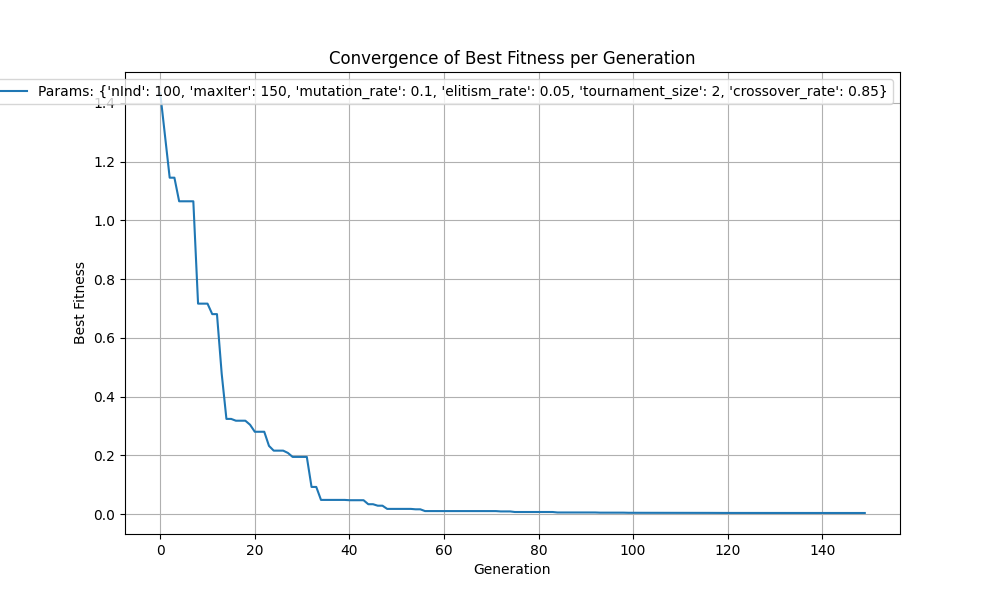 Convergence of Best Fitness per Generation
Params: {'nInd': 100, 'maxIter': 150, 'mutation_rate': 0.1, 'elitism_rate': 0.05, 'tournament_size': 2, 'crossover_rate': 0.85}
1.4
1.2
1.0
0.8
0.6
0.4
0.2
0.0
Best Fitness
0 20 40 60 80 100 120 140
Generation